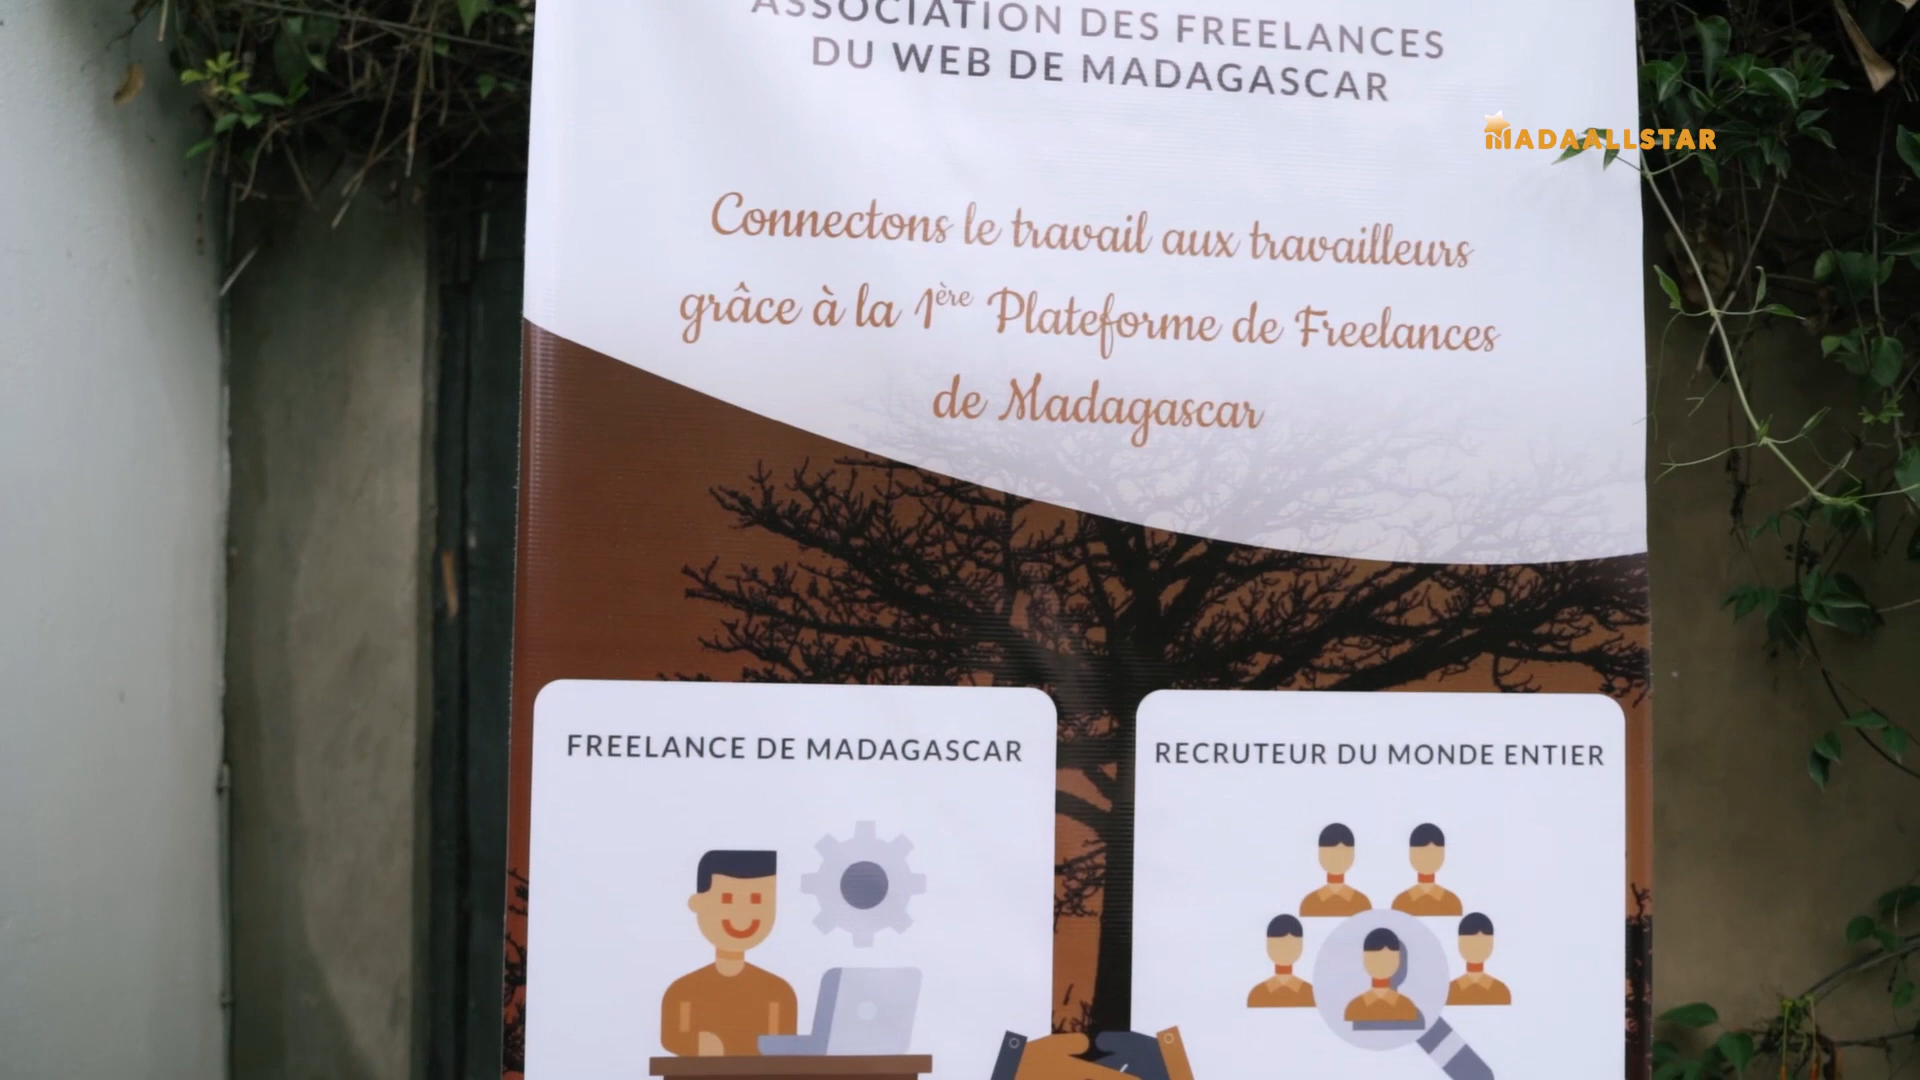 ASSOCIATION DES FREELANCES
DU WEB DE MADAGASCAR
MADAALLSTAR
Connectons le travail aux travailleurs
grâce à la 1ère Plateforme de Freelances
de Madagascar
FREELANCE DE MADAGASCAR
RECRUTEUR DU MONDE ENTIER